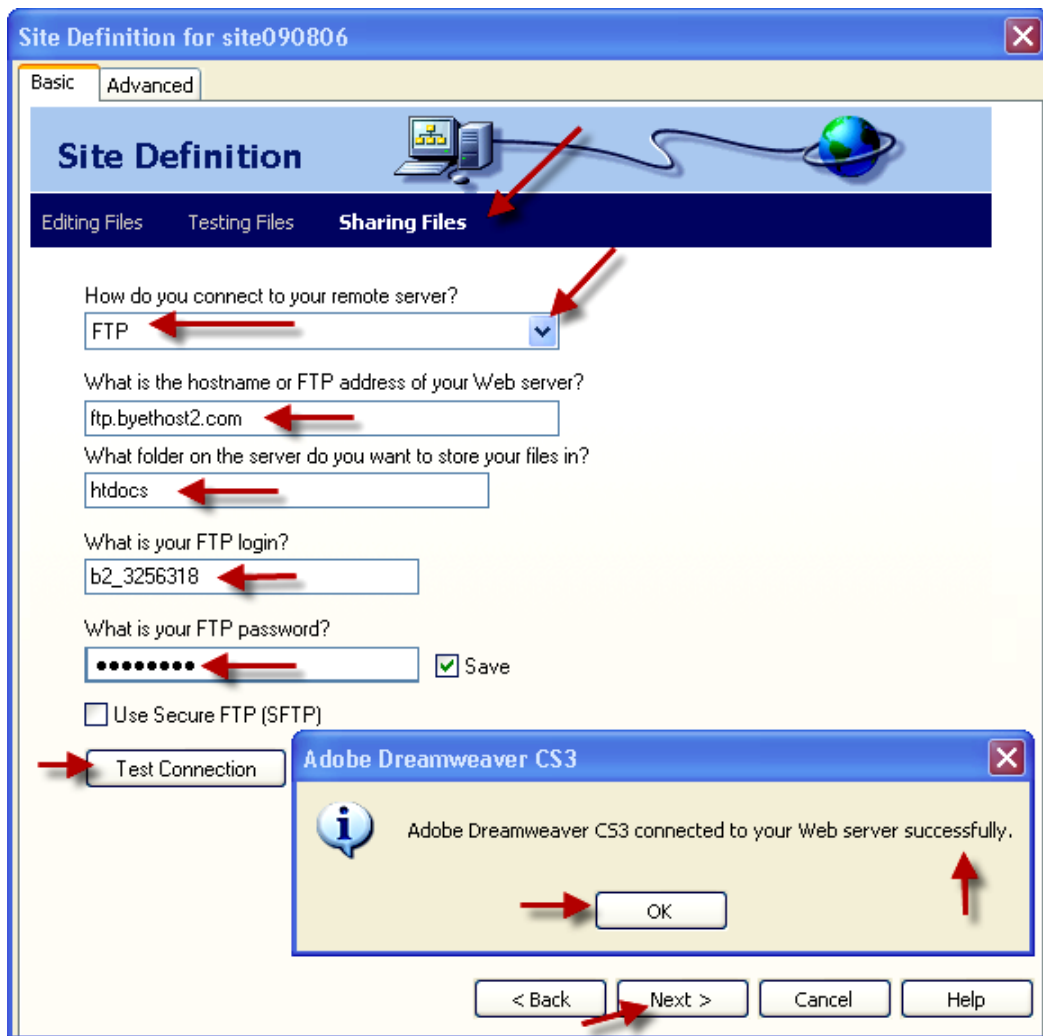 Site Definition for site090806
Basic Advanced
Site Definition
Editing Files Testing Files Sharing Files
How do you connect to your remote server?
FTP
What is the hostname or FTP address of your Web server?
ftp.byethost2.com
What folder on the server do you want to store your files in?
htdocs
What is your FTP login?
b2_3256318
What is your FTP password?
••••••••
Save
Use Secure FTP (SFTP)
Test Connection
Adobe Dreamweaver CS3
Adobe Dreamweaver CS3 connected to your Web server successfully.
OK
< Back Next > Cancel Help